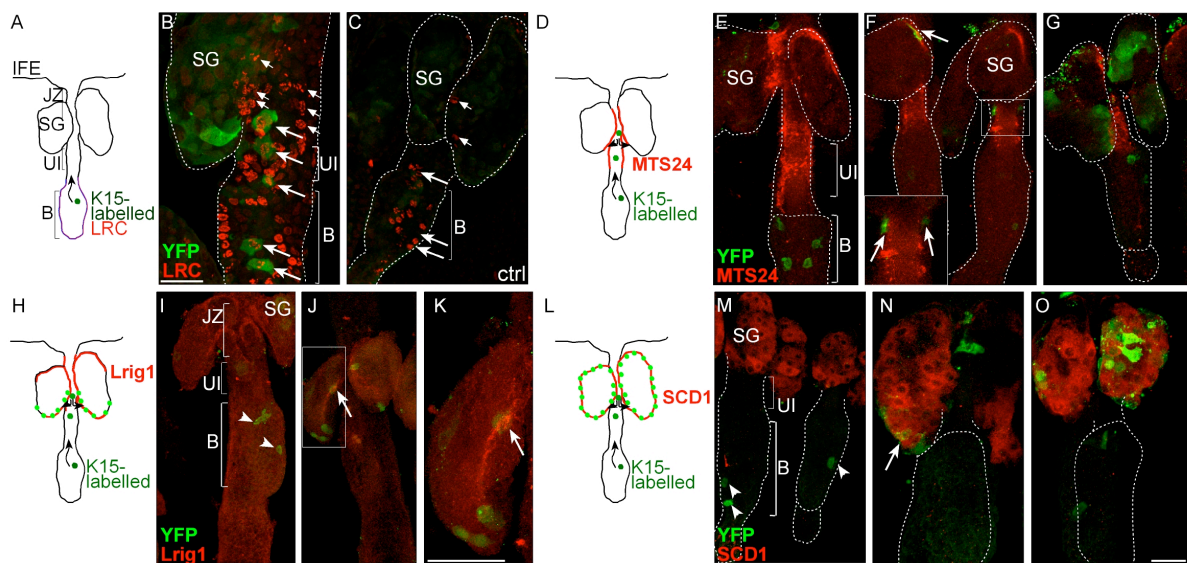 A
IFE
JZ
SG
UI
B
K15-
labelled
LRC
B
SG
UI
B
YFP
LRC
C
SG
B
ctrl
D
MTS24
K15-
labelled
E
SG
UI
B
YFP
MTS24
F
SG
G
H
Lrig1
K15-
labelled
I
SG
JZ
UI
B
YFP
Lrig1
J
K
L
SCD1
K15-
labelled
M
SG
UI
B
YFP
SCD1
N
O